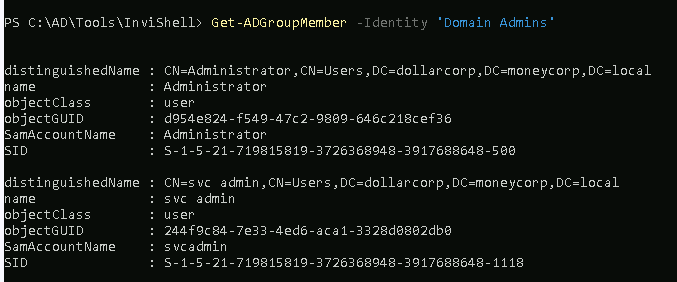 PS C:\AD\Tools\InviShell> Get-ADGroupMember -Identity 'Domain Admins'
distinguishedName : CN=Administrator,CN=Users,DC=dollarcorp,DC=moneycorp,DC=local
name              : Administrator
objectClass       : user
objectGUID        : d954e824-f549-47c2-9809-646c218cef36
SamAccountName    : Administrator
SID               : S-1-5-21-719815819-3726368948-3917688648-500
distinguishedName : CN=svc admin,CN=Users,DC=dollarcorp,DC=moneycorp,DC=local
name              : svc admin
objectClass       : user
objectGUID        : 244f9c84-7e33-4ed6-aca1-3328d0802db0
SamAccountName    : svcadmin
SID               : S-1-5-21-719815819-3726368948-3917688648-1118